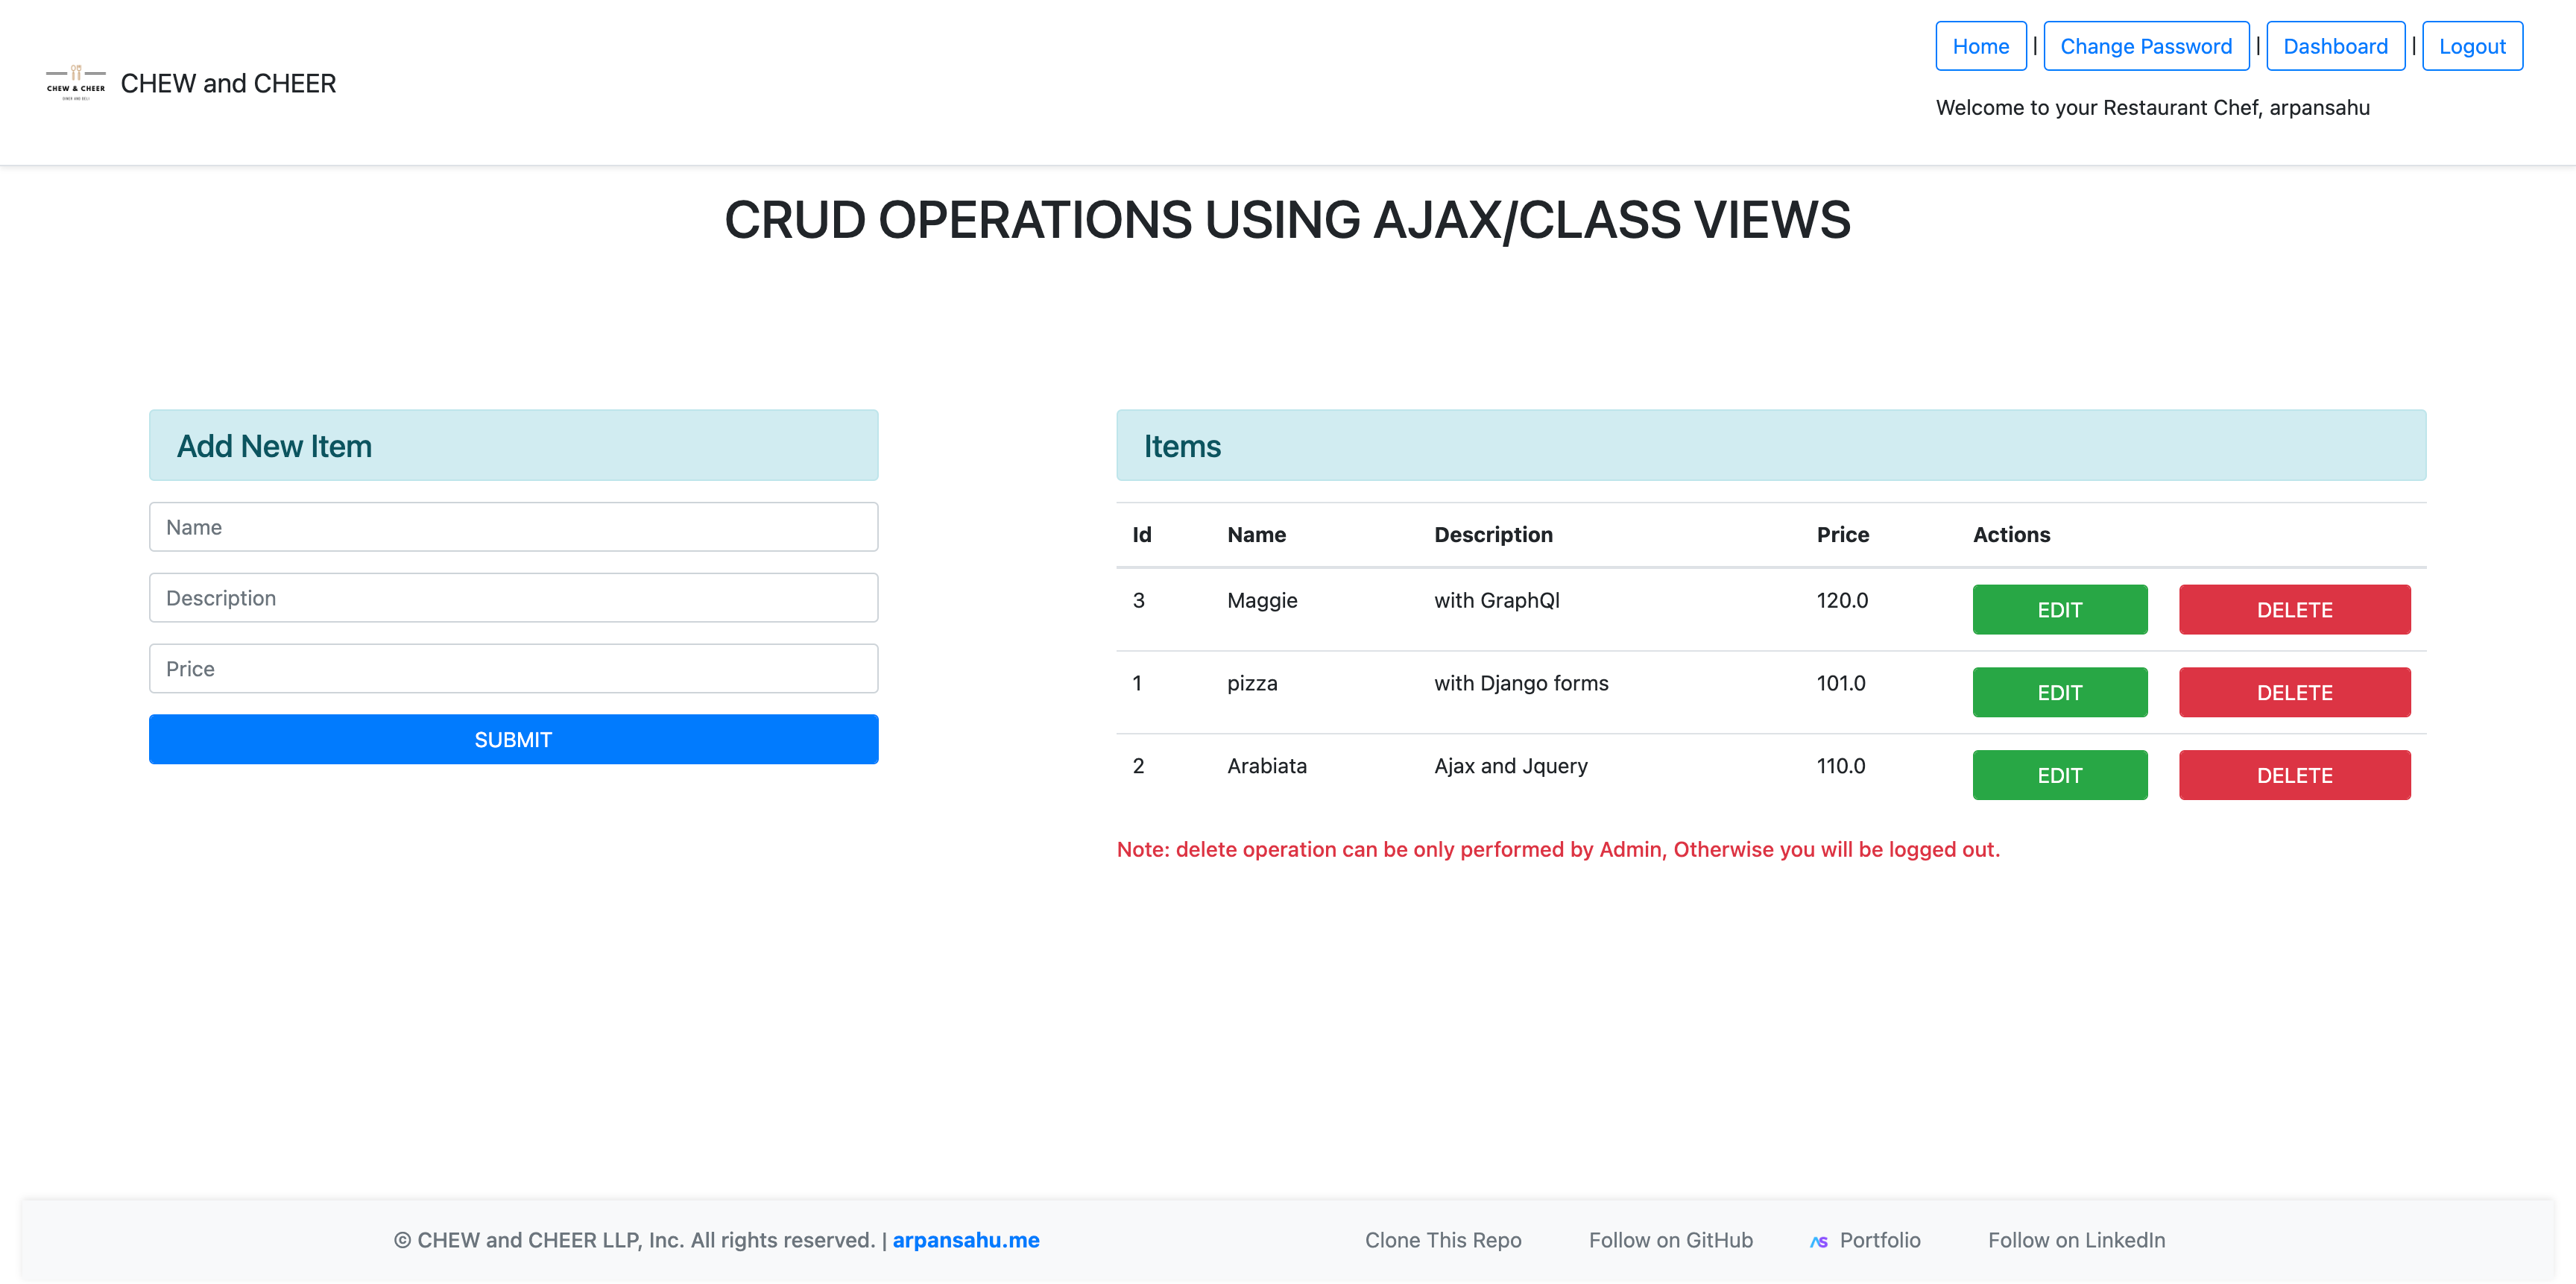 Home | Change Password | Dashboard | Logout
CHEW & CHEER
DINER AND DELI
CHEW and CHEER
Welcome to your Restaurant Chef, arpansahu
CRUD OPERATIONS USING AJAX/CLASS VIEWS
Add New Item
Name
Description
Price
SUBMIT
Items
Id Name Description Price Actions
3 Maggie with GraphQl 120.0 EDIT DELETE
1 pizza with Django forms 101.0 EDIT DELETE
2 Arabiata Ajax and Jquery 110.0 EDIT DELETE
Note: delete operation can be only performed by Admin, Otherwise you will be logged out.
© CHEW and CHEER LLP, Inc. All rights reserved. | arpansahu.me
Clone This Repo Follow on GitHub AS Portfolio Follow on LinkedIn